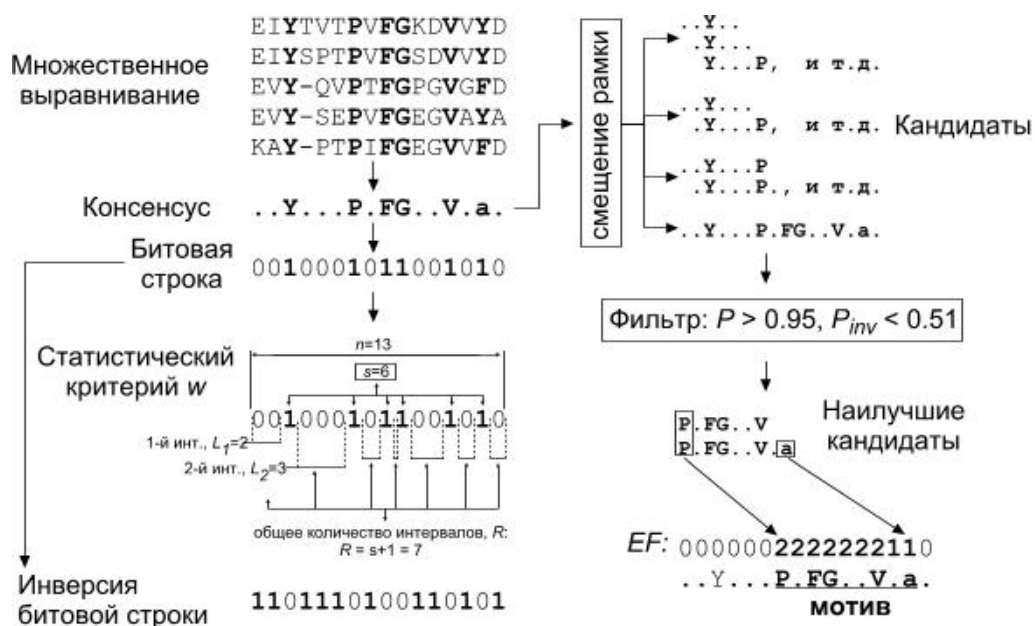 Множественное выравнивание
EIYTVTPVFGKDVVYD
EIYSPTPVFGSDVVYD
EVY-QVPTFGPGVGFD
EVY-SEPVFGEGVAYA
KAY-PTPIFGEGVVFD
Консенсус
..Y...P.FG..V.a.
Битовая строка
0010001011001010
Статистический критерий w
n=13
s=6
0010001011001010
1-й инт., L1=2
2-й инт., L2=3
общее количество интервалов, R:
R = s+1 = 7
Инверсия битовой строки
1101110100110101
смещение рамки
..Y.
.Y...
Y...P, и т.д.
..Y...
.Y...P, и т.д.
..Y...P
.Y...P., и т.д.
..Y...P.FG..V.a.
Кандидаты
Фильтр: P > 0.95, Pinv < 0.51
P.FG..V
P.FG..V.a
Наилучшие кандидаты
EF: 0000002222222110
..Y...P.FG..V.a.
мотив